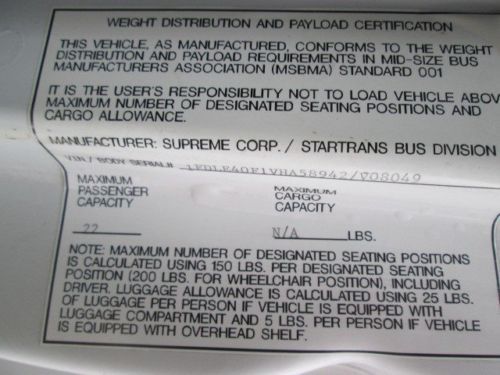 WEIGHT DISTRIBUTION AND PAYLOAD CERTIFICATION
THIS VEHICLE, AS MANUFACTURED, CONFORMS TO THE WEIGHT
DISTRIBUTION AND PAYLOAD REQUIREMENTS IN MID-SIZE BUS
MANUFACTURERS ASSOCIATION (MSBMA) STANDARD 001
IT IS THE USER'S RESPONSIBILITY NOT TO LOAD VEHICLE ABOV
MAXIMUM NUMBER OF DESIGNATED SEATING POSITIONS AND
CARGO ALLOWANCE.
MANUFACTURER: SUPREME CORP. / STARTRANS BUS DIVISION
VIN / BODY SERIAL# 1FDLE40F1VHA58942/V08049
MAXIMUM
PASSENGER
CAPACITY
22
MAXIMUM
CARGO
CAPACITY
N/A LBS.
NOTE: MAXIMUM NUMBER OF DESIGNATED SEATING POSITIONS
IS CALCULATED USING 150 LBS. PER DESIGNATED SEATING
POSITION (200 LBS. FOR WHEELCHAIR POSITION), INCLUDING
DRIVER. LUGGAGE ALLOWANCE IS CALCULATED USING 25 LBS.
OF LUGGAGE PER PERSON IF VEHICLE IS EQUIPPED WITH
LUGGAGE COMPARTMENT AND 5 LBS. PER PERSON IF VEHICLE
IS EQUIPPED WITH OVERHEAD SHELF.